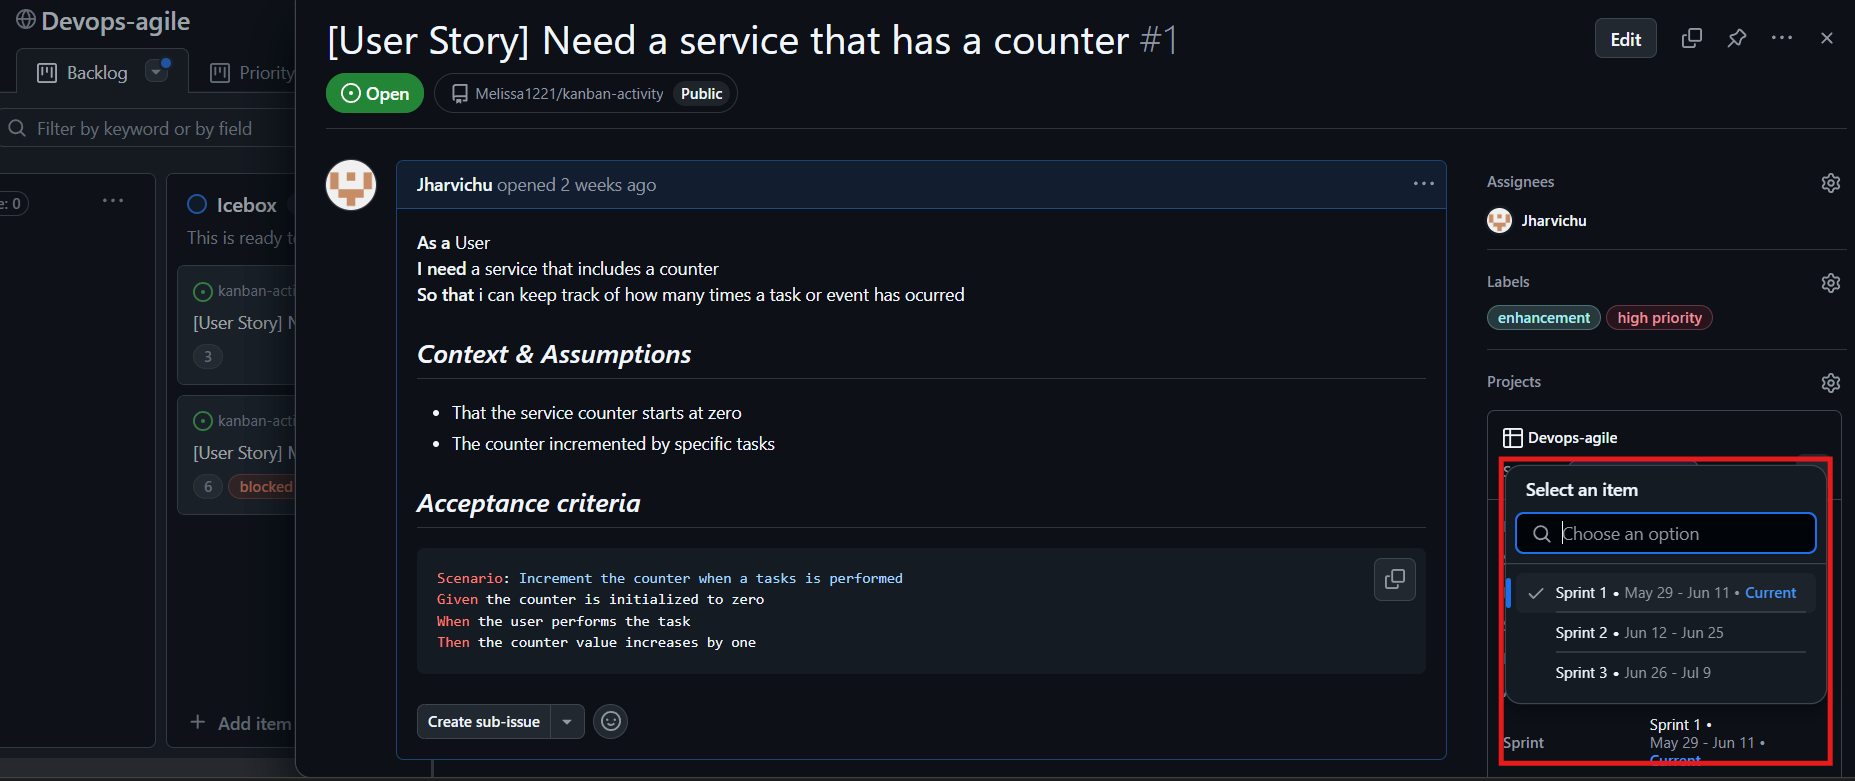 Devops-agile
Backlog
Priority
Filter by keyword or by field
: 0
Icebox
This is ready
kanban-acti
[User Story]
3
kanban-acti
[User Story]
6
blocked
+ Add item
[User Story] Need a service that has a counter #1
Edit
Open
Melissa1221/kanban-activity Public
Jharvichu opened 2 weeks ago
As a User
I need a service that includes a counter
So that i can keep track of how many times a task or event has ocurred
Context & Assumptions
• That the service counter starts at zero
• The counter incremented by specific tasks
Acceptance criteria
Scenario: Increment the counter when a tasks is performed
Given the counter is initialized to zero
When the user performs the task
Then the counter value increases by one
Create sub-issue
Assignees
Jharvichu
Labels
enhancement high priority
Projects
Devops-agile
Select an item
Choose an option
Sprint 1 • May 29 - Jun 11 • Current
Sprint 2 • Jun 12 - Jun 25
Sprint 3 • Jun 26 - Jul 9
Sprint
Sprint 1 •
May 29 - Jun 11 •
Current